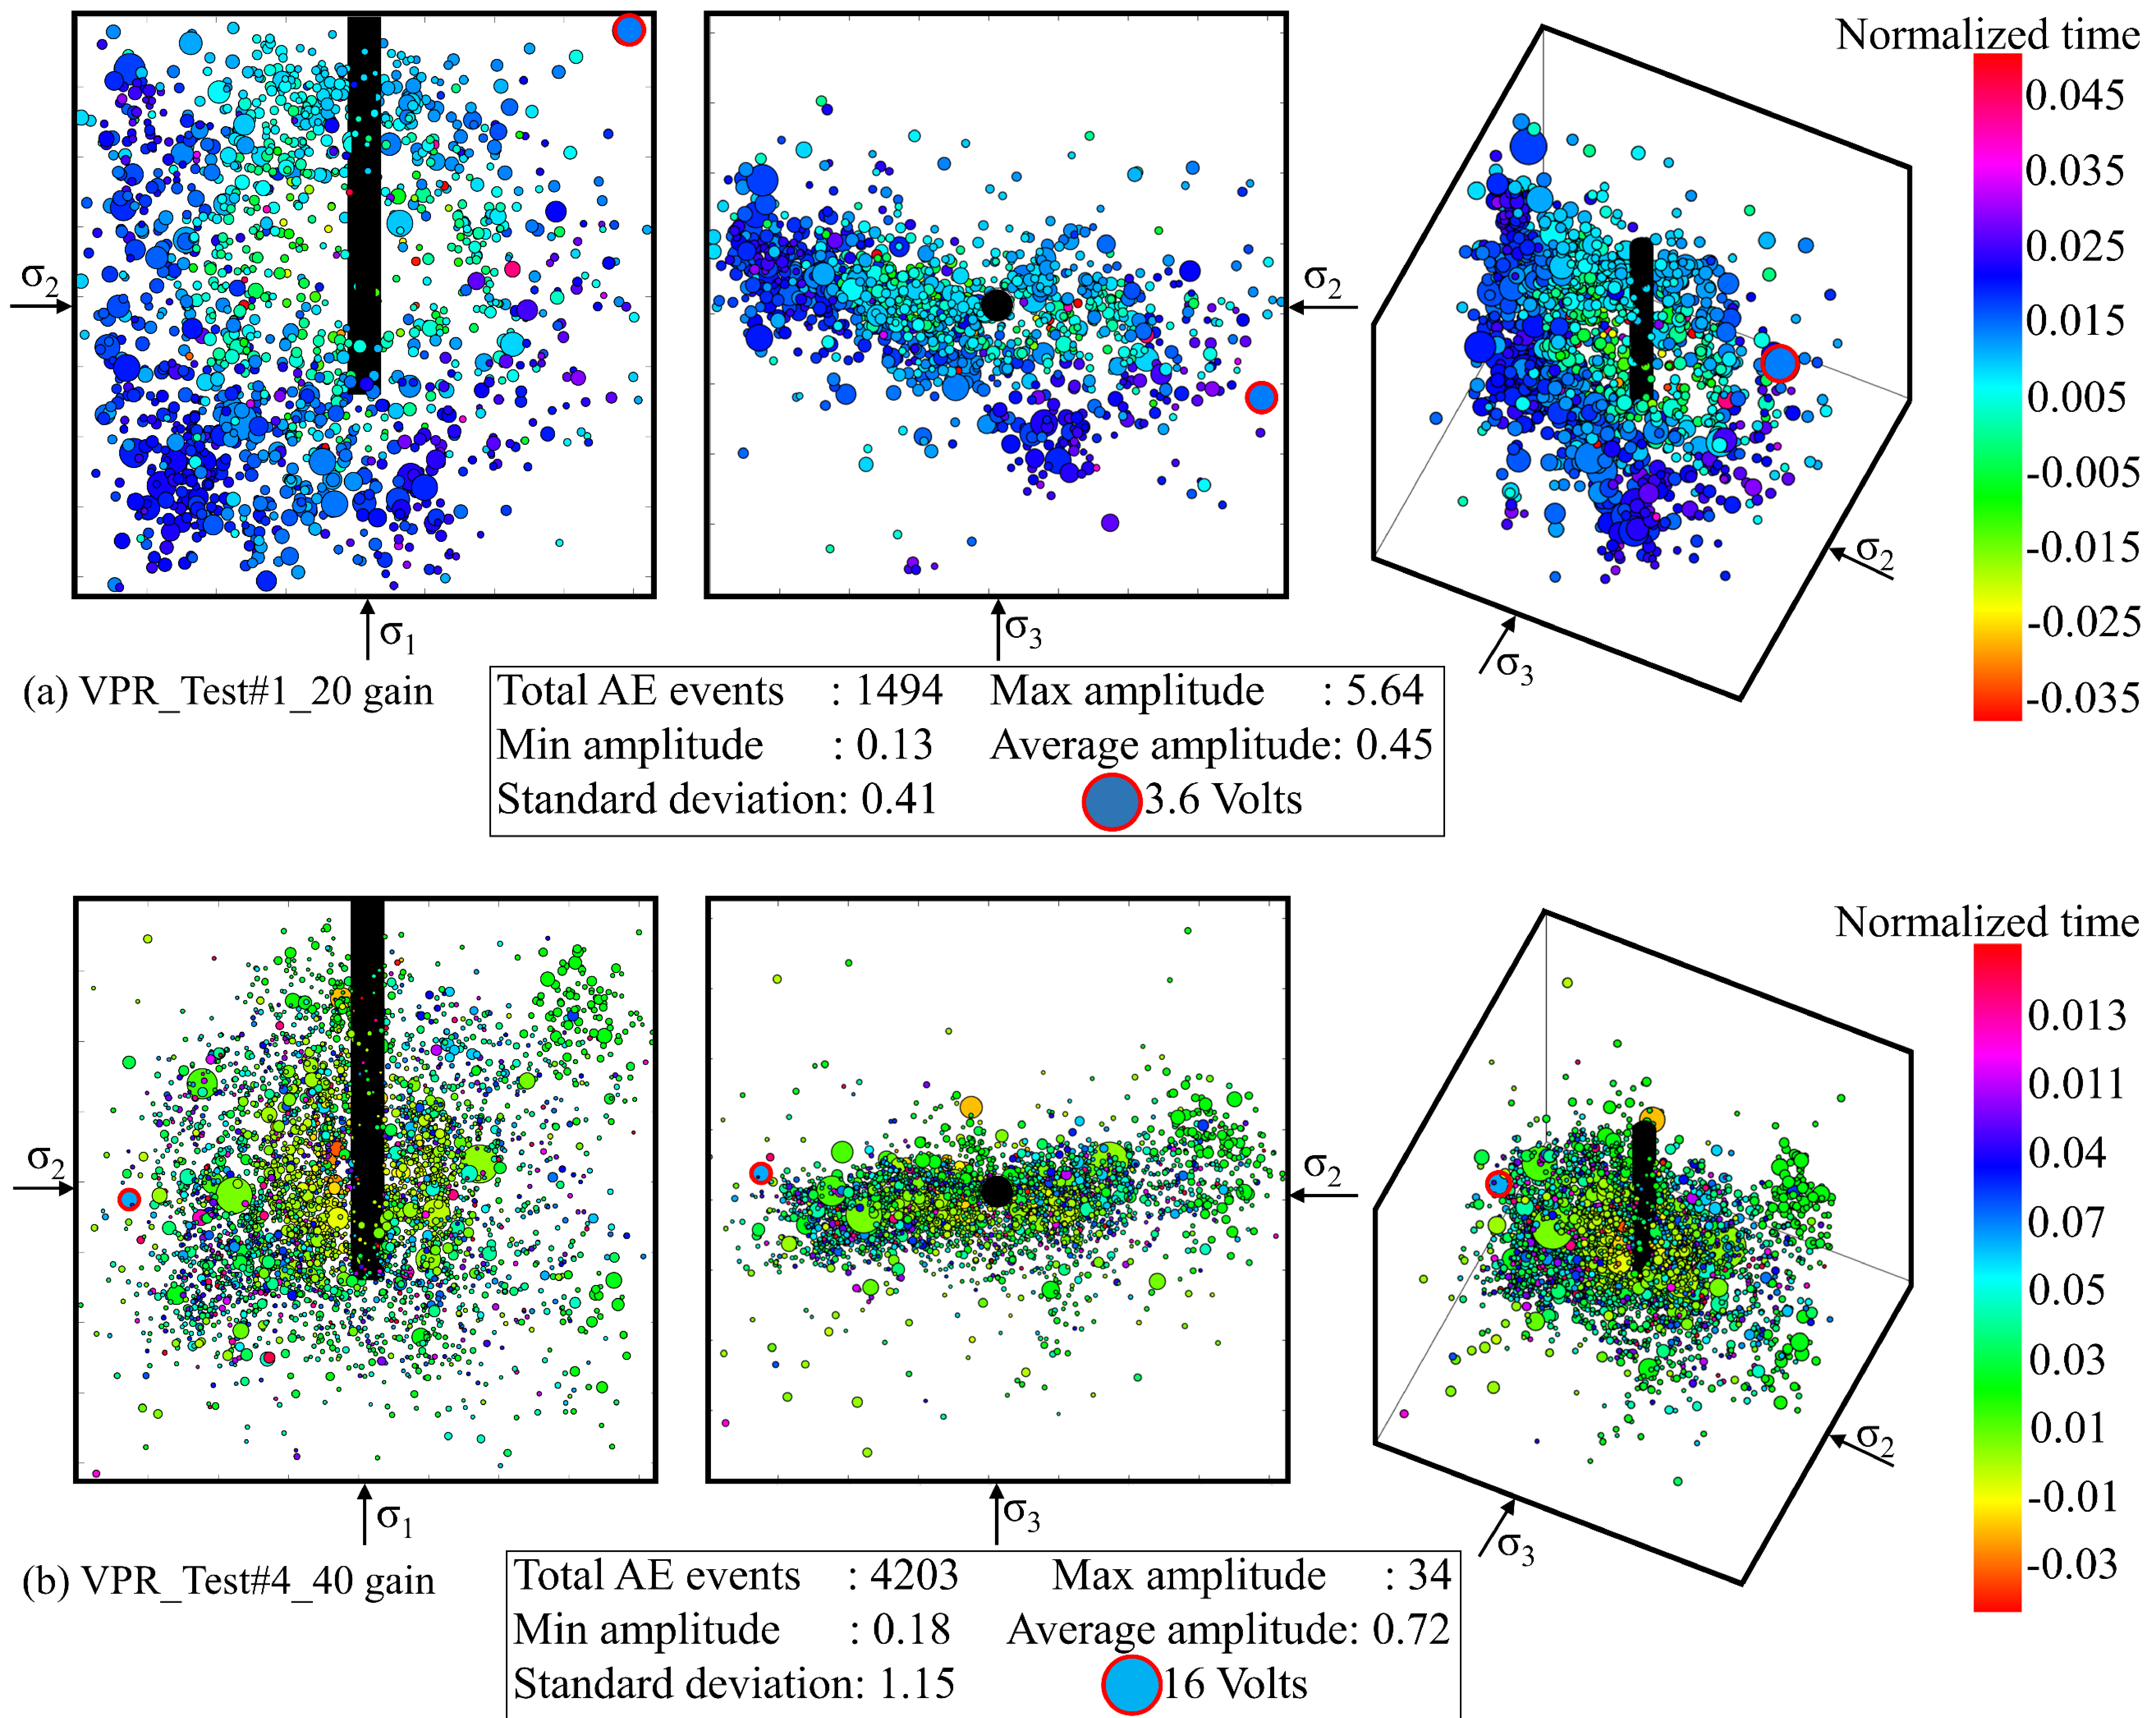 Normalized time
0.045
0.035
0.025
0.015
0.005
-0.005
-0.015
-0.025
-0.035
σ2
σ1
σ2
σ3
σ2
σ3
(a) VPR_Test#1_20 gain
Total AE events : 1494 Max amplitude : 5.64
Min amplitude : 0.13 Average amplitude: 0.45
Standard deviation: 0.41 3.6 Volts
Normalized time
0.013
0.011
0.04
0.07
0.05
0.03
0.01
-0.01
-0.03
σ2
σ1
σ2
σ3
σ2
σ3
(b) VPR_Test#4_40 gain
Total AE events : 4203 Max amplitude : 34
Min amplitude : 0.18 Average amplitude: 0.72
Standard deviation: 1.15 16 Volts